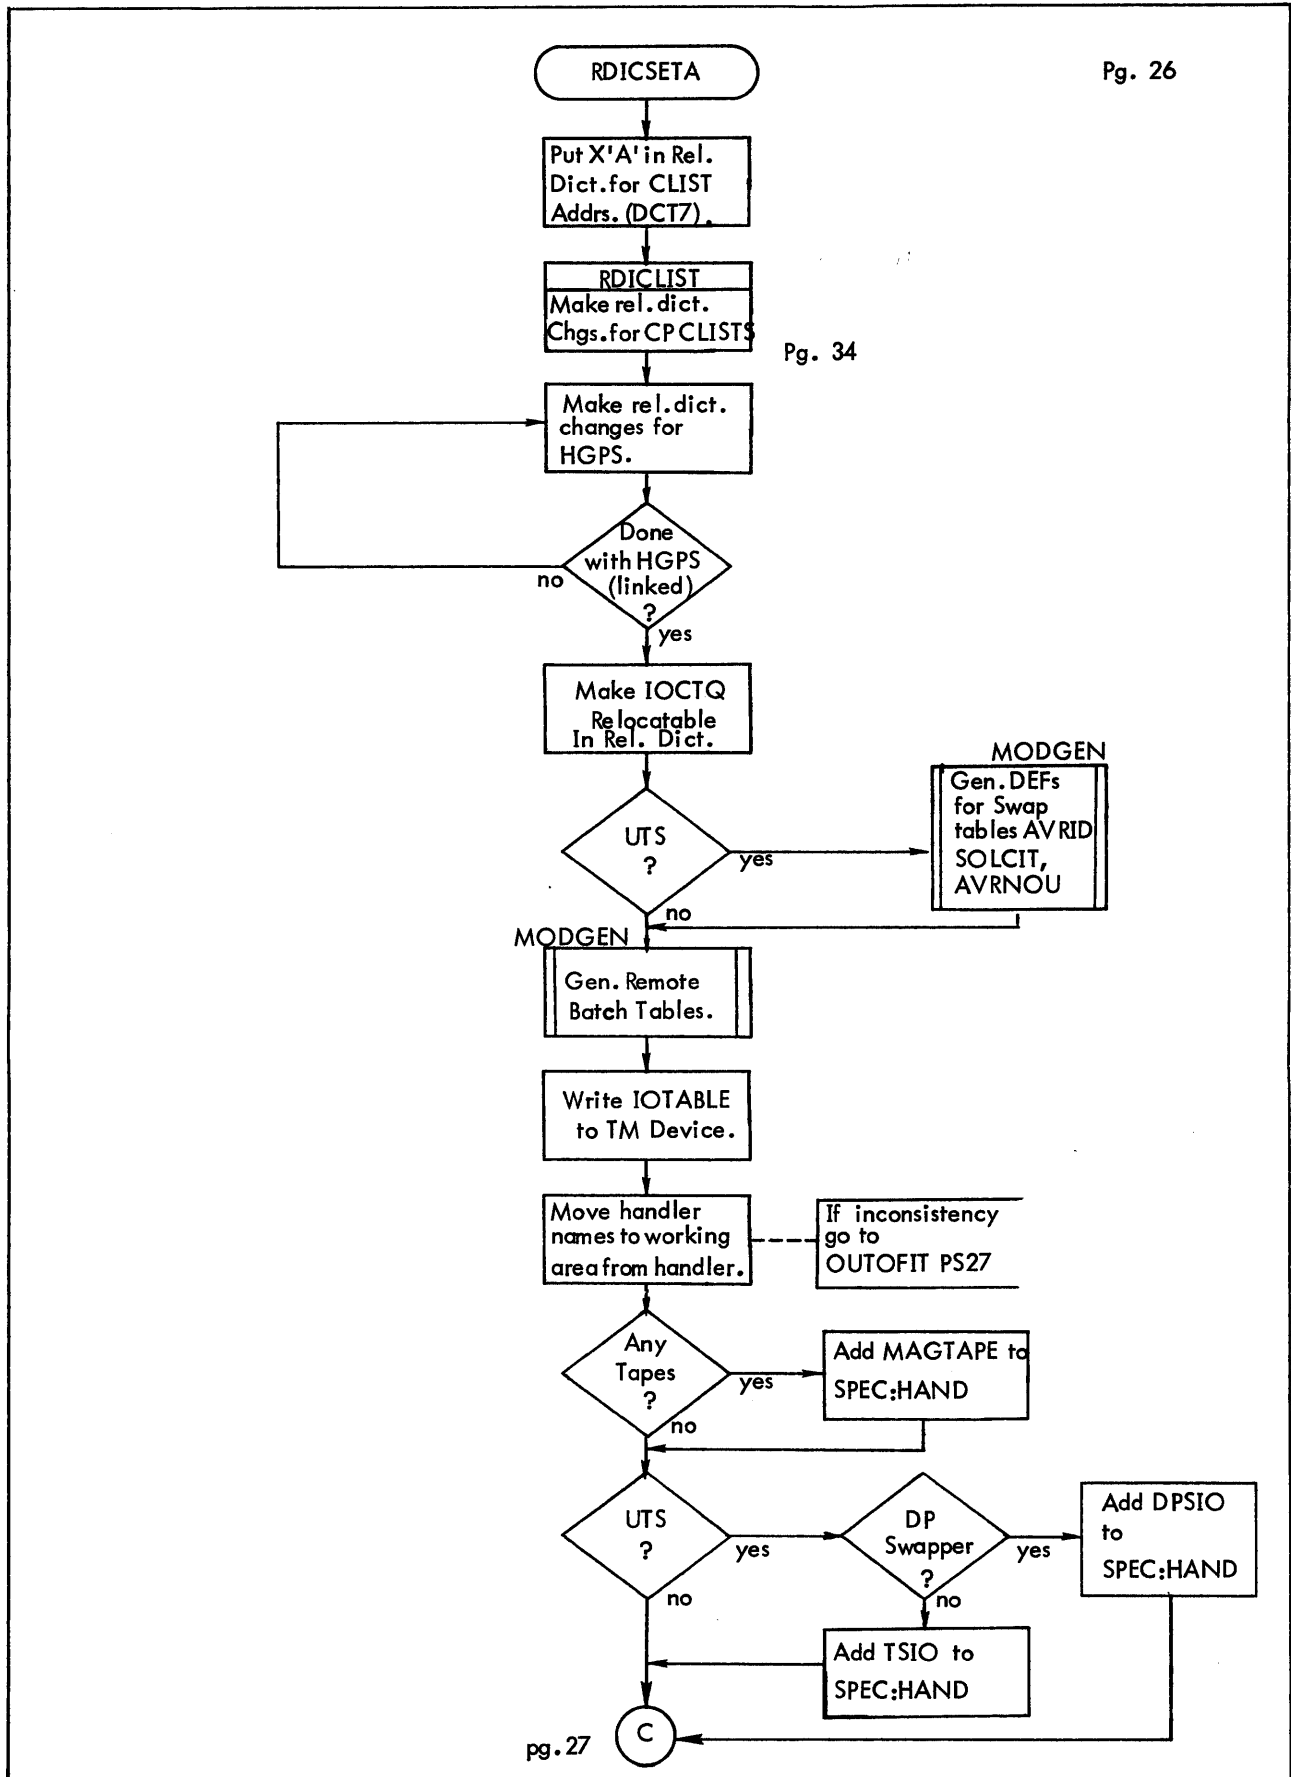 RDICSETA
Pg. 26
Put X'A' in Rel.
Dict. for CLIST
Addrs. (DCT7).
RDICLIST
Make rel. dict.
Chgs. for CP CLISTS
Pg. 34
Make rel. dict.
changes for
HGPS.
Done
with HGPS
(linked)
?
no
yes
Make IOCTQ
Relocatable
In Rel. Dict.
UTS
?
yes
no
MODGEN
Gen. DEFs
for Swap
tables AVRID
SOLCIT,
AVRNOU
MODGEN
Gen. Remote
Batch Tables.
Write IOTABLE
to TM Device.
Move handler
names to working
area from handler.
If inconsistency
go to
OUTOFIT PS27
Any
Tapes
?
yes
no
Add MAGTAPE to
SPEC:HAND
UTS
?
yes
no
DP
Swapper
?
yes
no
Add DPSIO
to
SPEC:HAND
Add TSIO to
SPEC:HAND
C
pg. 27